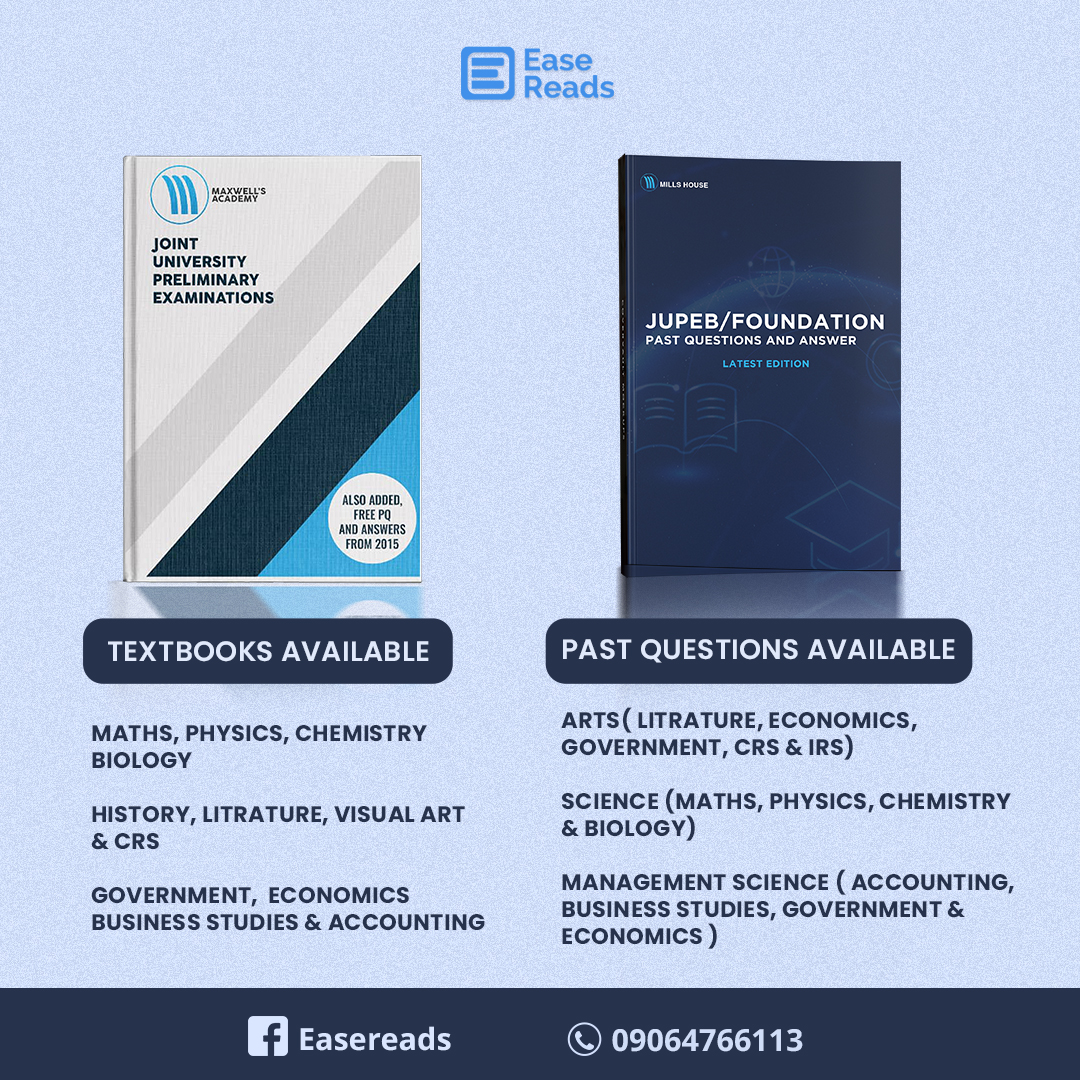 Ease
Reads
MAXWELL'S
ACADEMY
JOINT
UNIVERSITY
PRELIMINARY
EXAMINATIONS
ALSO ADDED,
FREE PQ
AND ANSWERS
FROM 2015
MILLS HOUSE
JUPEB/FOUNDATION
PAST QUESTIONS AND ANSWER
LATEST EDITION
TEXTBOOKS AVAILABLE
MATHS, PHYSICS, CHEMISTRY
BIOLOGY
HISTORY, LITRATURE, VISUAL ART
& CRS
GOVERNMENT,  ECONOMICS
BUSINESS STUDIES & ACCOUNTING
PAST QUESTIONS AVAILABLE
ARTS( LITRATURE, ECONOMICS,
GOVERNMENT, CRS & IRS)
SCIENCE (MATHS, PHYSICS, CHEMISTRY
& BIOLOGY)
MANAGEMENT SCIENCE ( ACCOUNTING,
BUSINESS STUDIES, GOVERNMENT &
ECONOMICS )
Easereads
09064766113